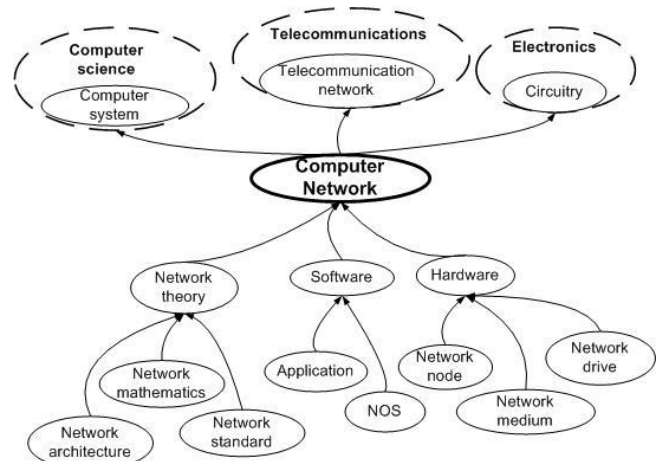 Computer
science
Computer
system
Telecommunications
Telecommunication
network
Electronics
Circuitry
Computer
Network
Network
theory
Software
Hardware
Network
architecture
Network
mathematics
Network
standard
Application
NOS
Network
node
Network
medium
Network
drive